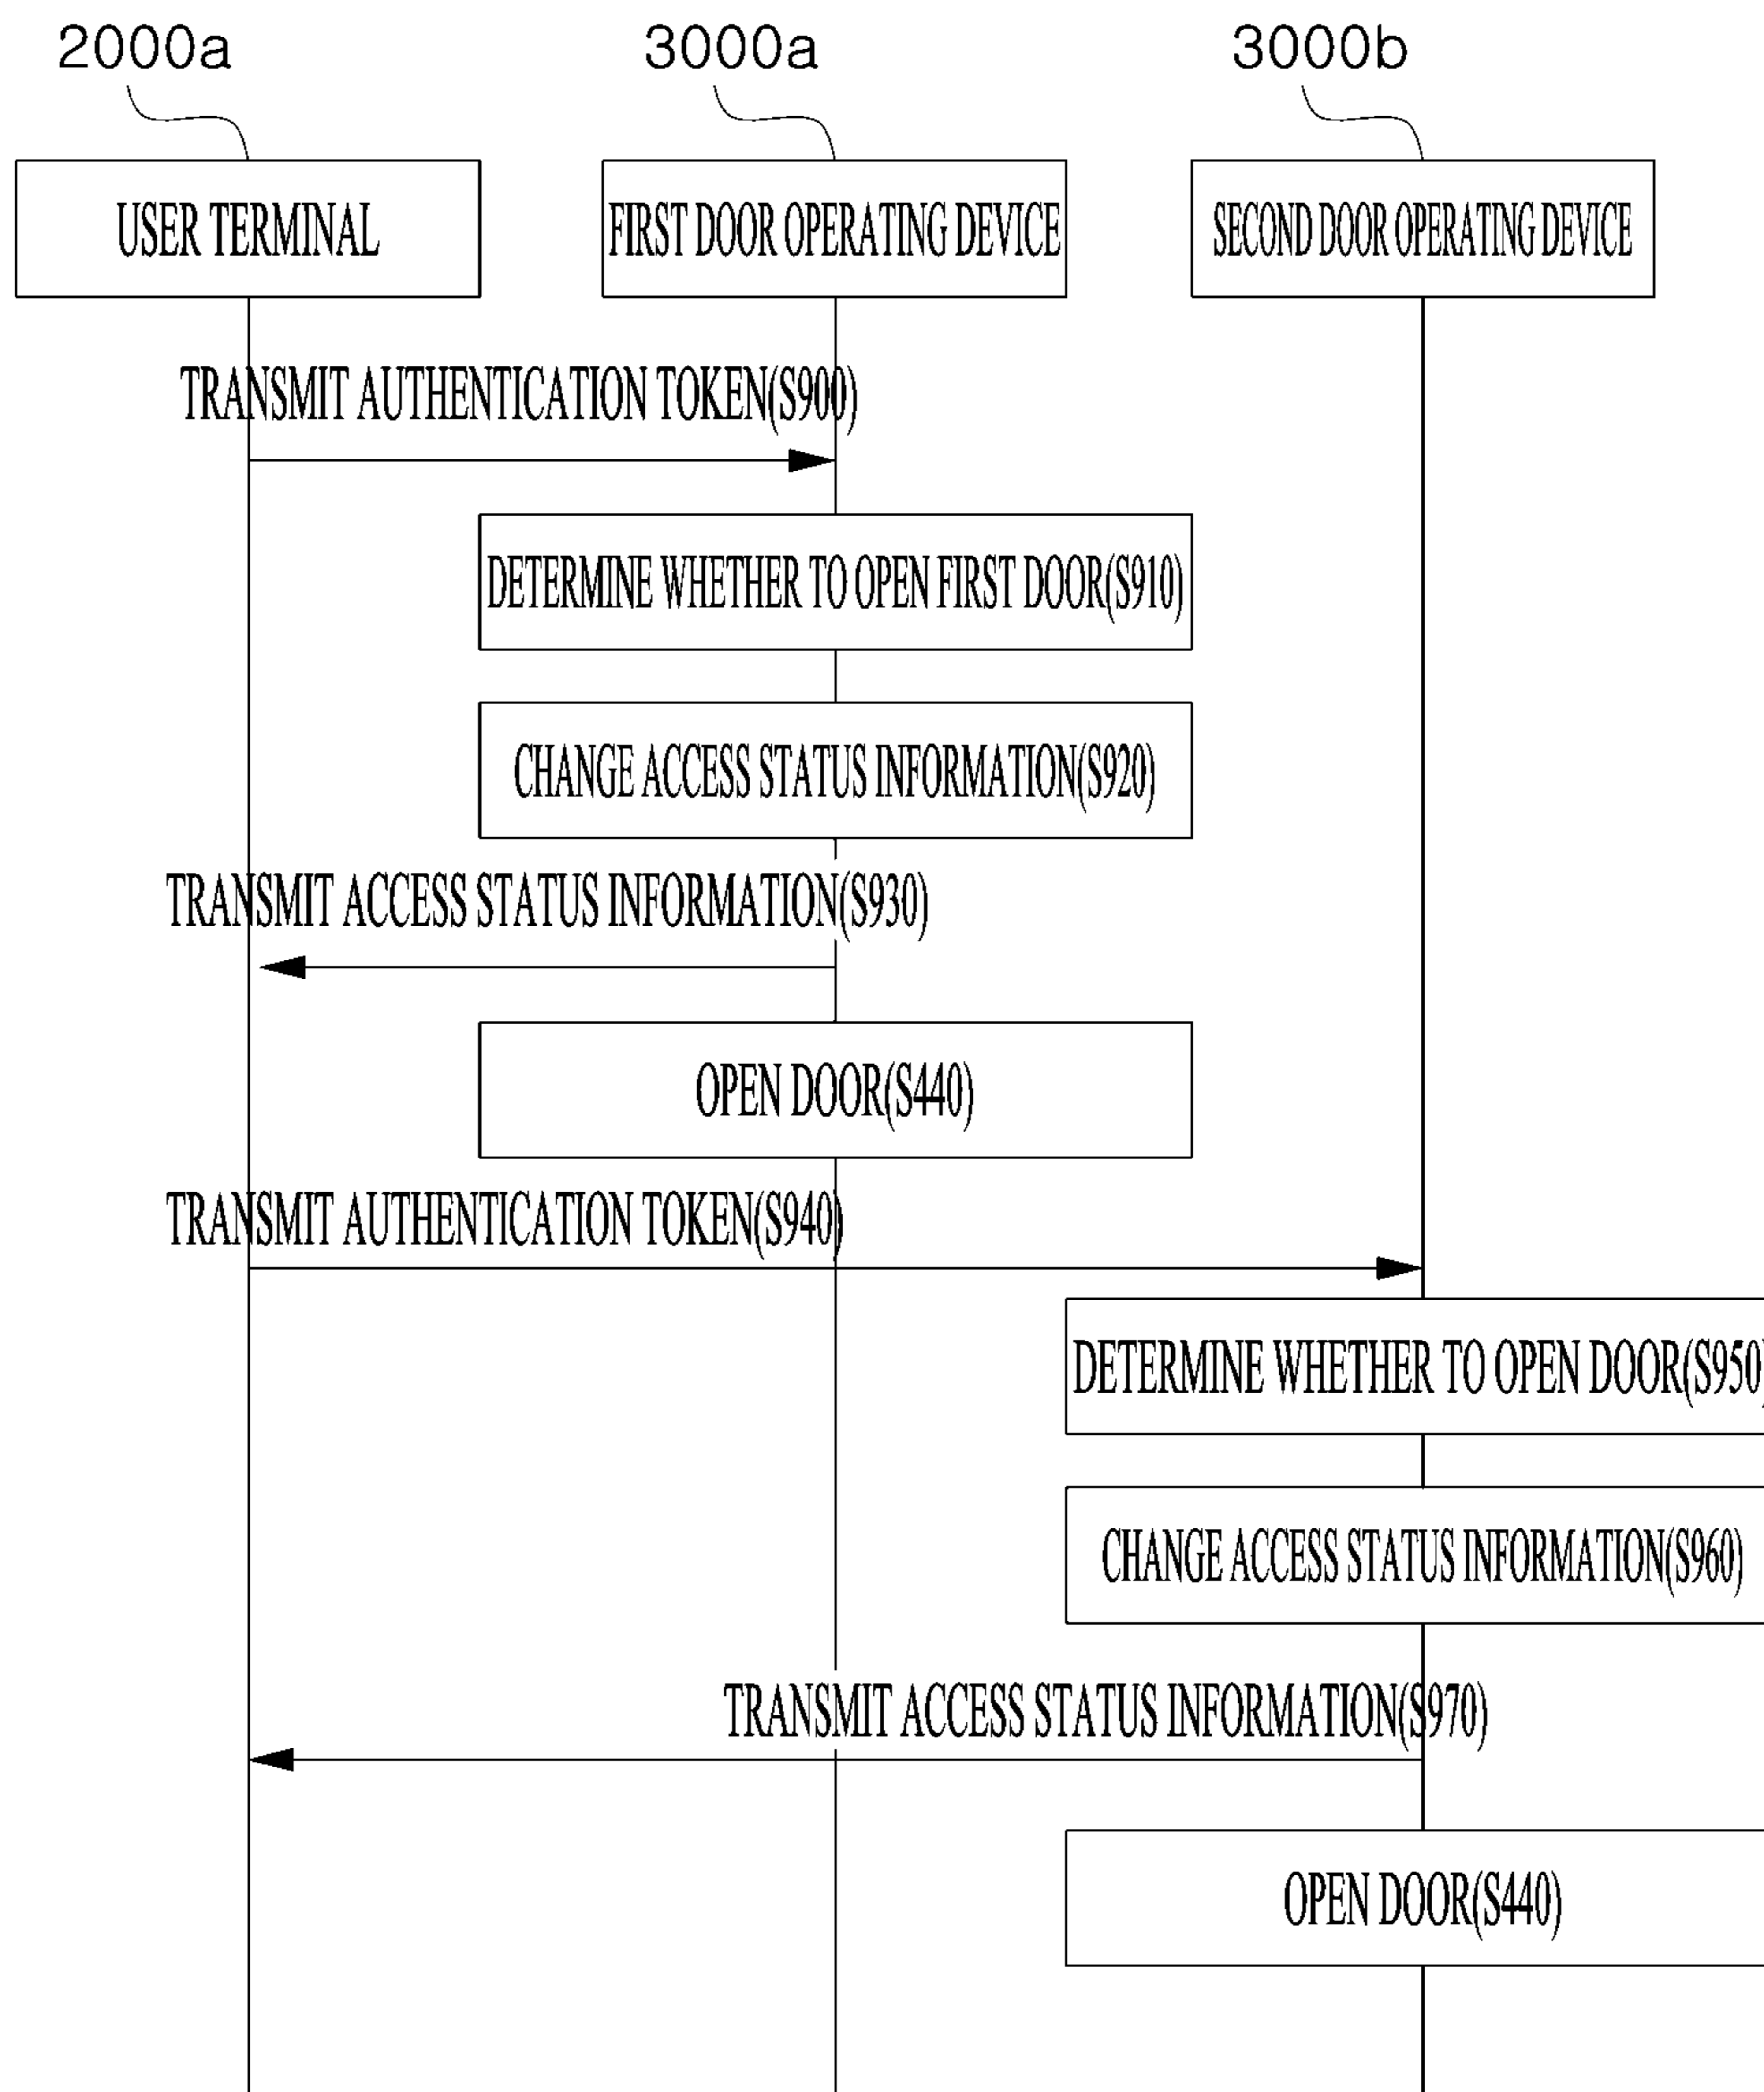 2000a
3000a
3000b
USER TERMINAL
FIRST DOOR OPERATING DEVICE
SECOND DOOR OPERATING DEVICE
TRANSMIT AUTHENTICATION TOKEN(S900)
DETERMINE WHETHER TO OPEN FIRST DOOR(S910)
CHANGE ACCESS STATUS INFORMATION(S920)
TRANSMIT ACCESS STATUS INFORMATION(S930)
OPEN DOOR(S440)
TRANSMIT AUTHENTICATION TOKEN(S940)
DETERMINE WHETHER TO OPEN DOOR(S950)
CHANGE ACCESS STATUS INFORMATION(S960)
TRANSMIT ACCESS STATUS INFORMATION(S970)
OPEN DOOR(S440)